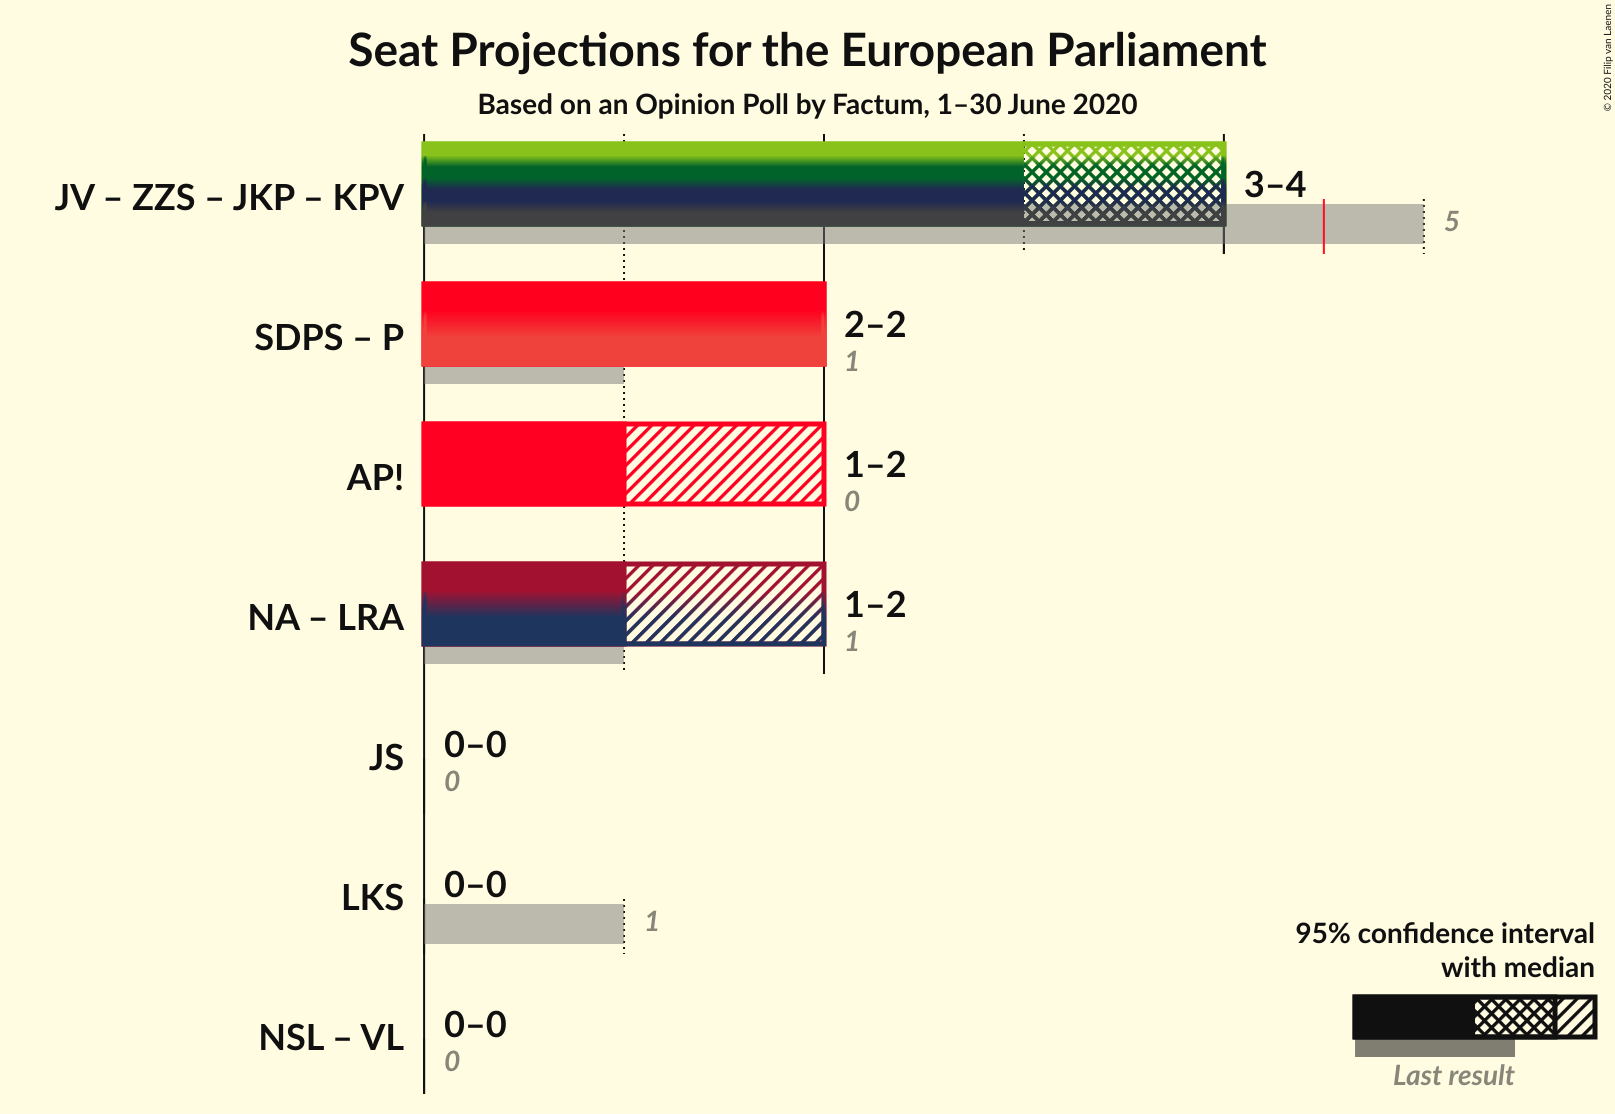 Seat Projections for the European Parliament
Based on an Opinion Poll by Factum, 1–30 June 2020
© 2020 Filip van Laenen
JV – ZZS – JKP – KPV
3–4
5
SDPS – P
2–2
1
AP!
1–2
0
NA – LRA
1–2
1
JS
0–0
0
LKS
0–0
1
NSL – VL
0–0
0
95% confidence interval
with median
Last result